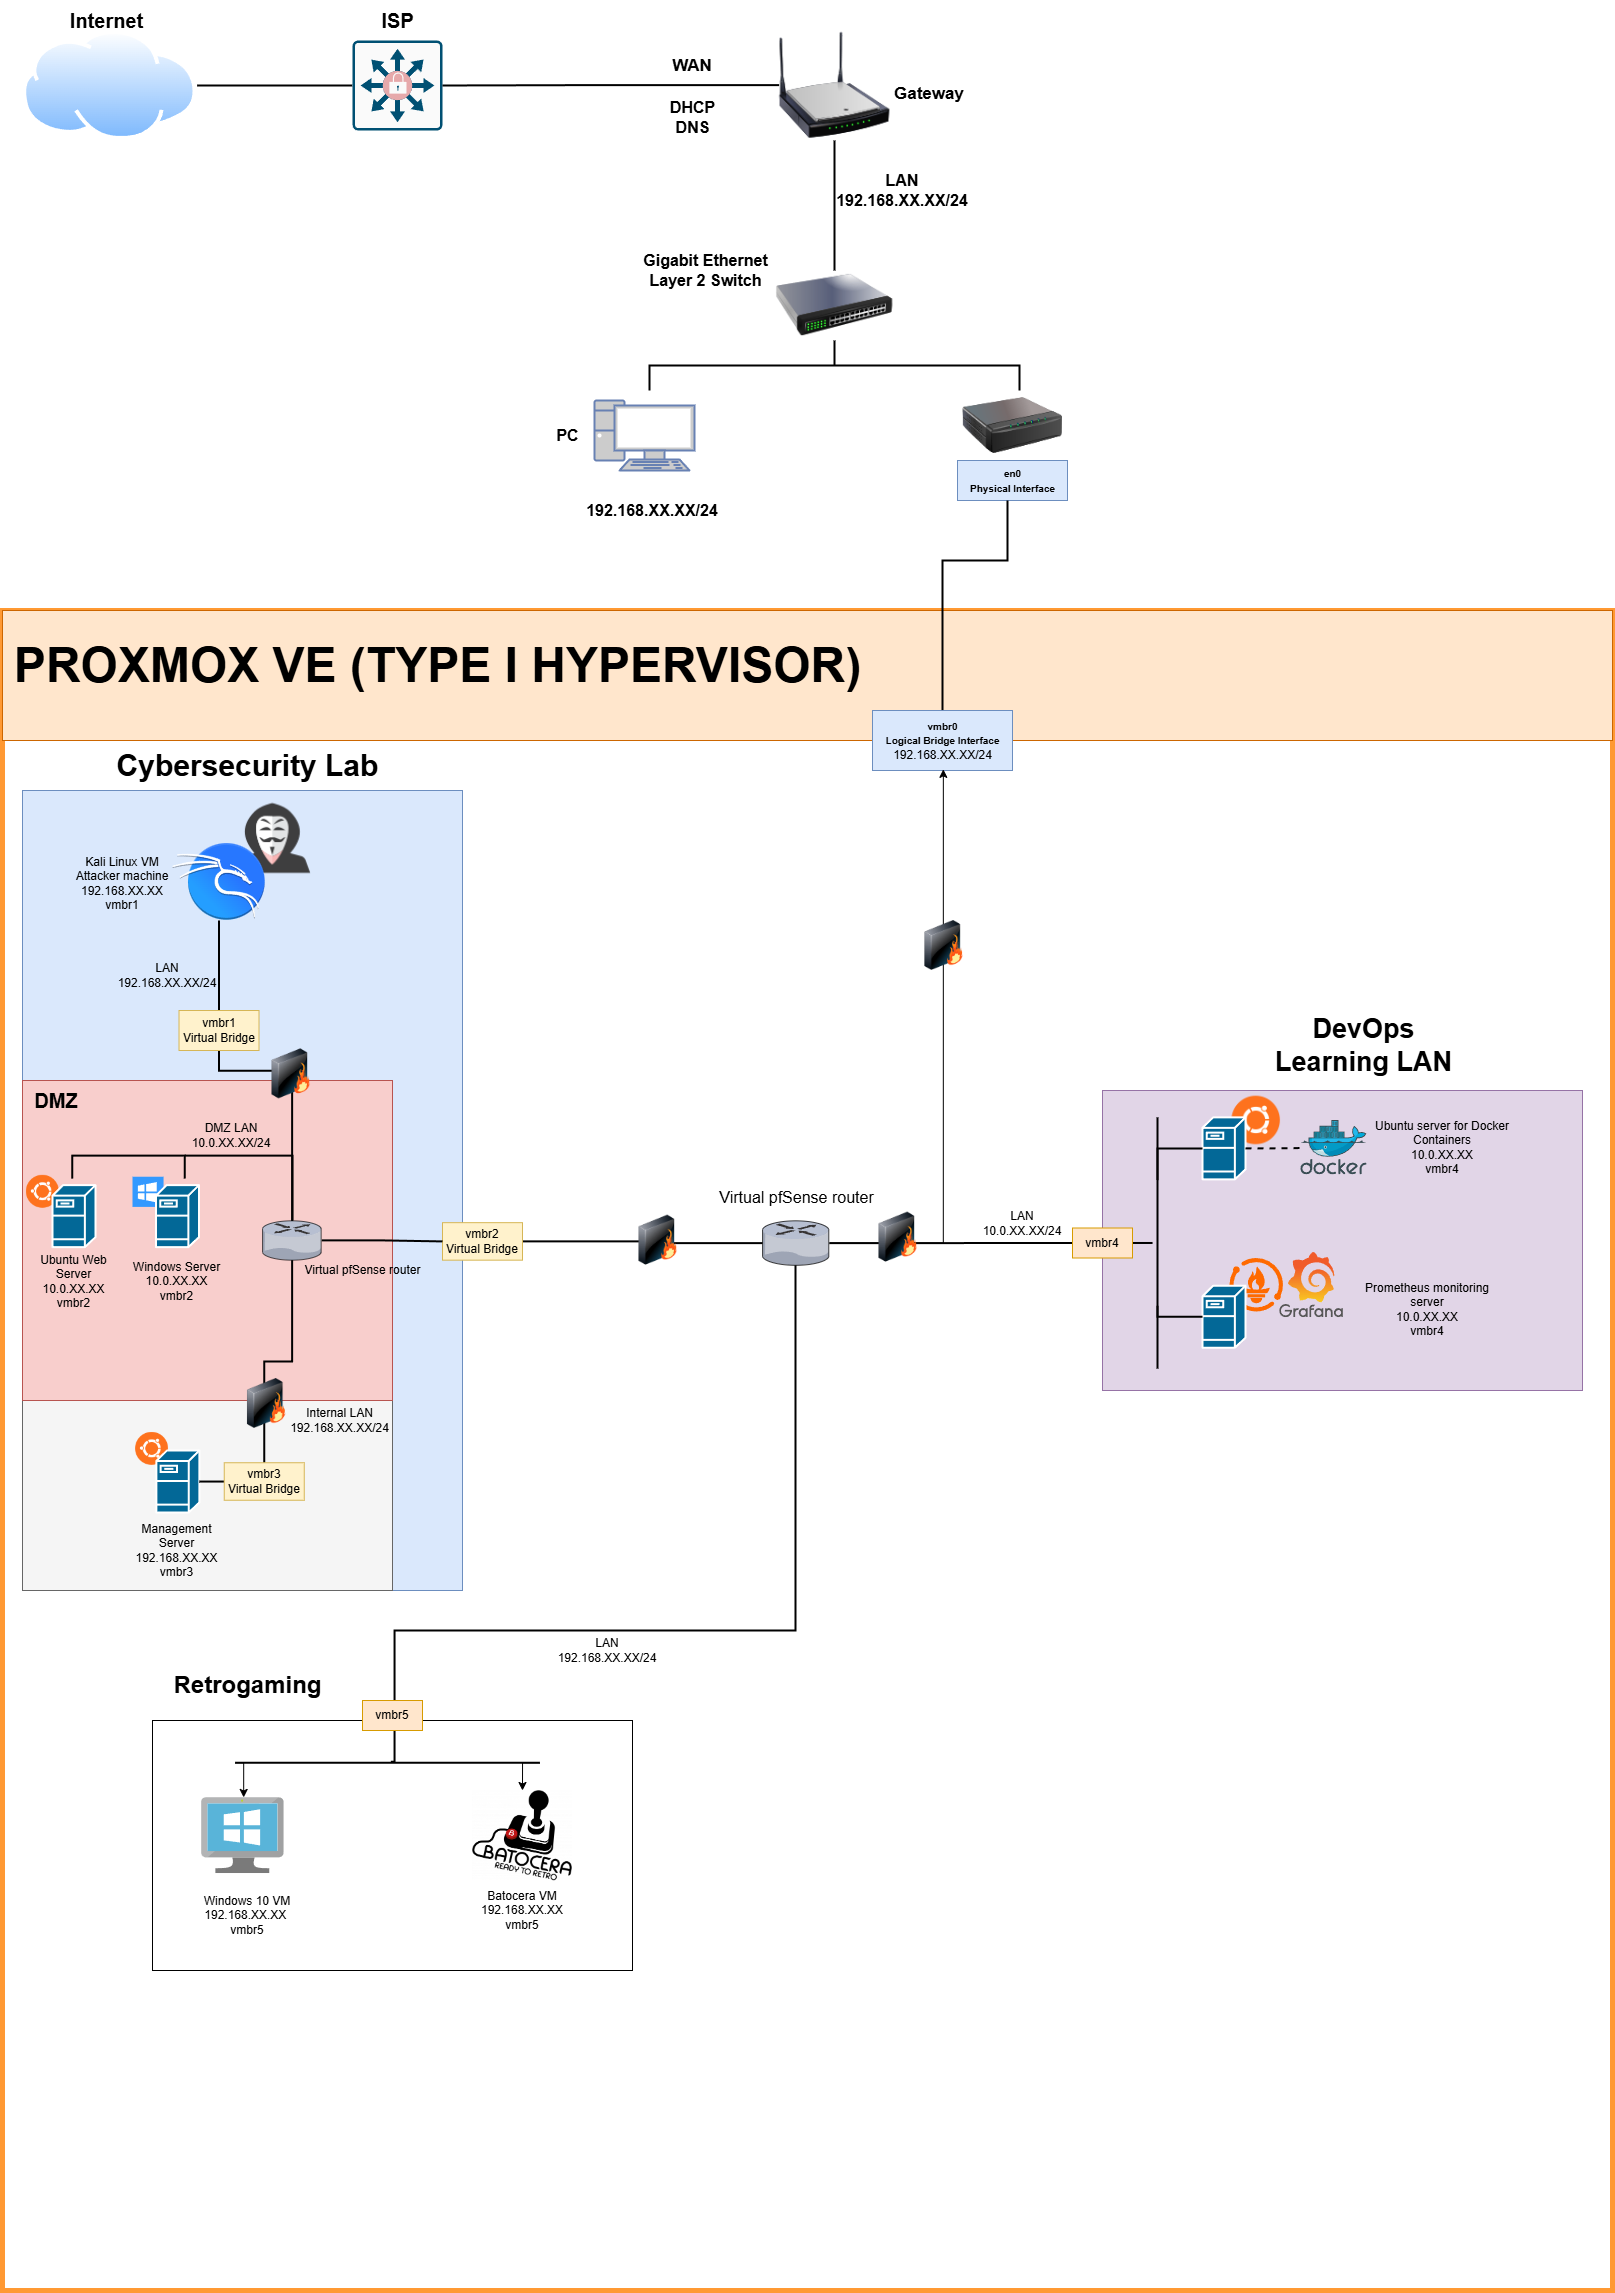 Internet
ISP
WAN
DHCP
DNS
Gateway
LAN
192.168.XX.XX/24
Gigabit Ethernet
Layer 2 Switch
PC
192.168.XX.XX/24
en0
Physical Interface
PROXMOX VE (TYPE I HYPERVISOR)
vmbr0
Logical Bridge Interface
192.168.XX.XX/24
Cybersecurity Lab
Kali Linux VM
Attacker machine
192.168.XX.XX
vmbr1
LAN
192.168.XX.XX/24
vmbr1
Virtual Bridge
DMZ
DMZ LAN
10.0.XX.XX/24
Ubuntu Web
Server
10.0.XX.XX
vmbr2
Windows Server
10.0.XX.XX
vmbr2
Virtual pfSense router
vmbr2
Virtual Bridge
Virtual pfSense router
LAN
10.0.XX.XX/24
vmbr4
DevOps
Learning LAN
docker
Ubuntu server for Docker
Containers
10.0.XX.XX
vmbr4
Grafana
Prometheus monitoring
server
10.0.XX.XX
vmbr4
Internal LAN
192.168.XX.XX/24
vmbr3
Virtual Bridge
Management
Server
192.168.XX.XX
vmbr3
LAN
192.168.XX.XX/24
Retrogaming
vmbr5
BATOCERA
READY TO RETRO
Windows 10 VM
192.168.XX.XX
vmbr5
Batocera VM
192.168.XX.XX
vmbr5